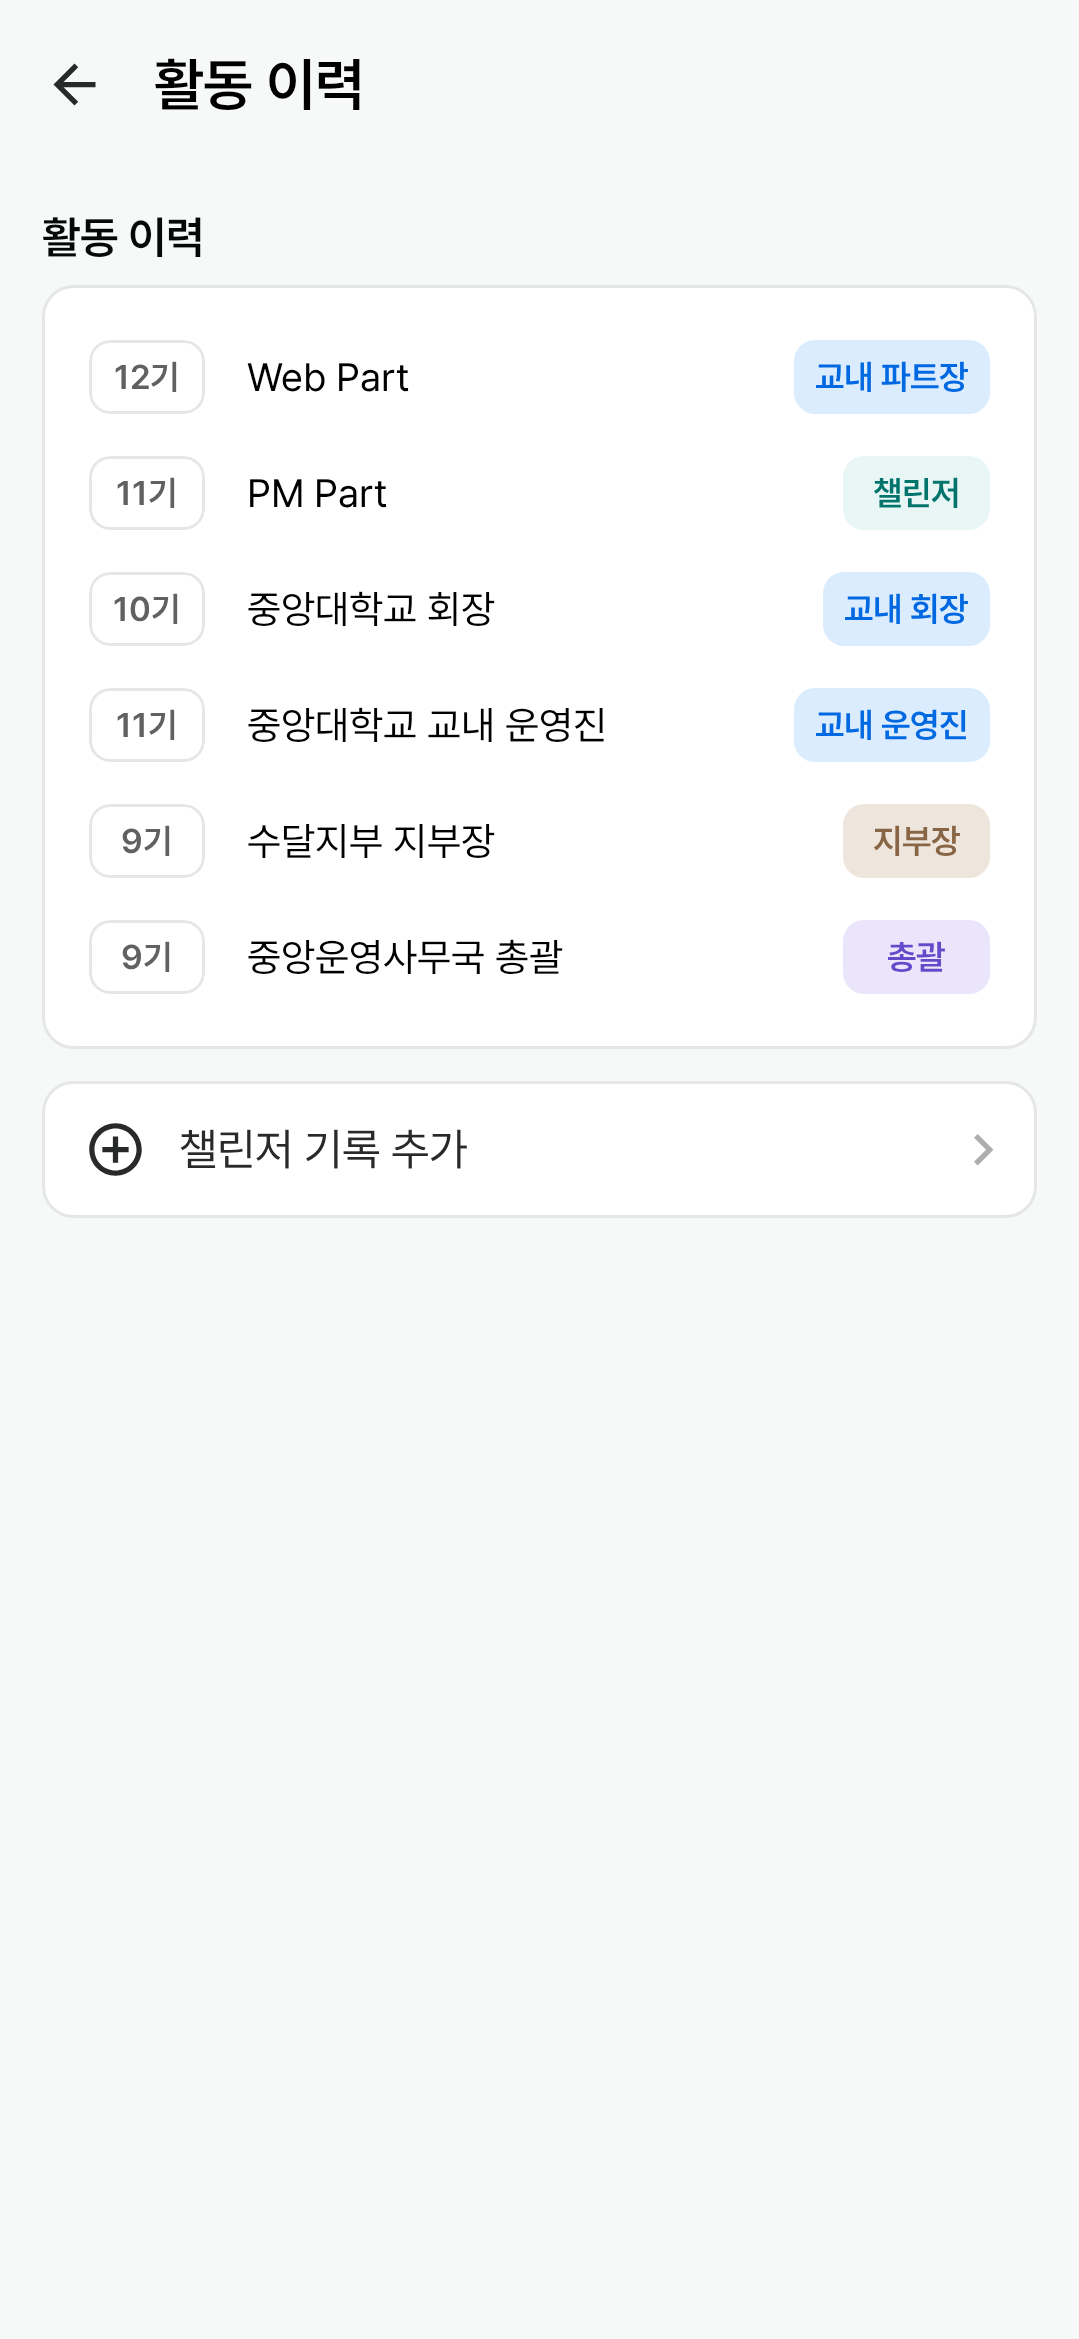 활동 이력
활동 이력
12기 Web Part 교내 파트장
11기 PM Part 챌린저
10기 중앙대학교 회장 교내 회장
11기 중앙대학교 교내 운영진 교내 운영진
9기 수달지부 지부장 지부장
9기 중앙운영사무국 총괄 총괄
챌린저 기록 추가